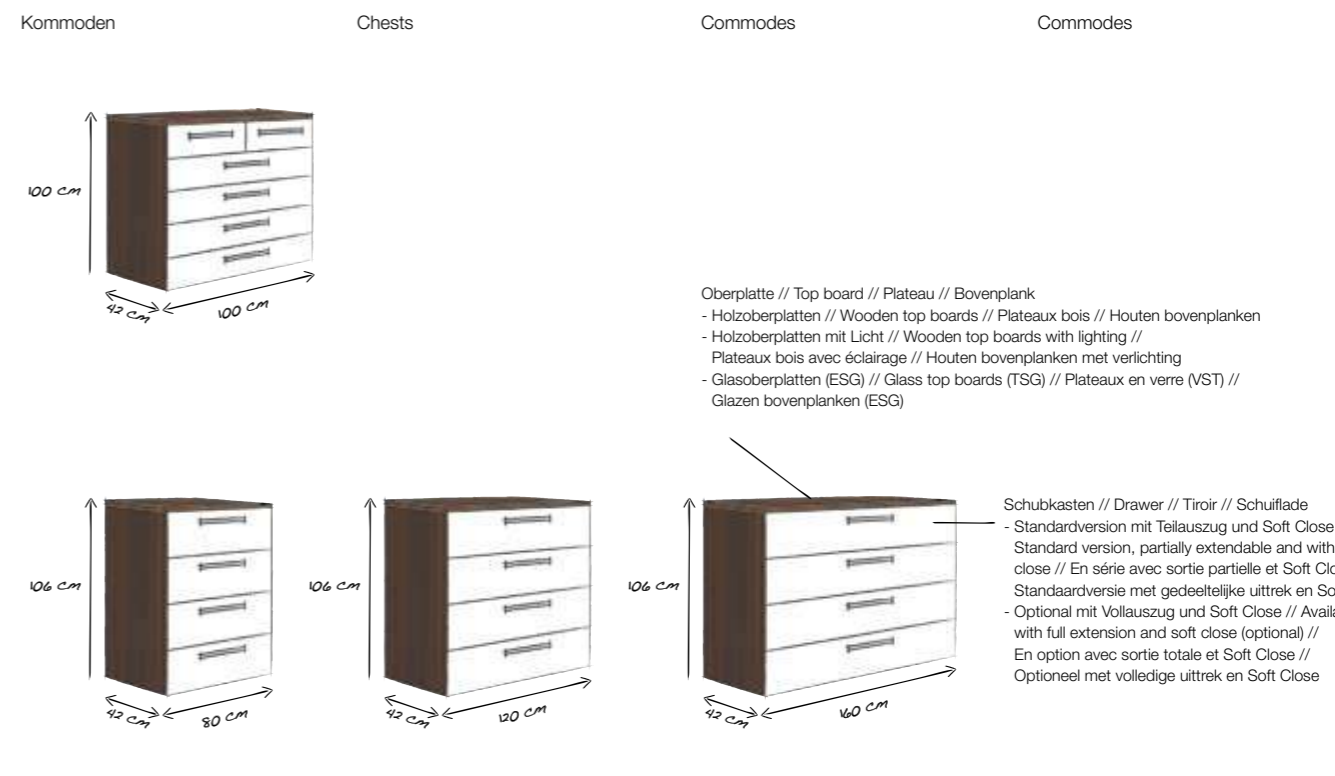 Kommoden
Chests
Commodes
Commodes
100 cm
42 cm
100 cm
Oberplatte // Top board // Plateau // Bovenplank
- Holzoberplatten // Wooden top boards // Plateaux bois // Houten bovenplanken
- Holzoberplatten mit Licht // Wooden top boards with lighting //
Plateaux bois avec éclairage // Houten bovenplanken met verlichting
- Glasoberplatten (ESG) // Glass top boards (TSG) // Plateaux en verre (VST) //
Glazen bovenplanken (ESG)
106 cm
42 cm
80 cm
106 cm
42 cm
120 cm
106 cm
42 cm
160 cm
Schubkasten // Drawer // Tiroir // Schuiflade
- Standardversion mit Teilauszug und Soft Close
Standard version, partially extendable and with
close // En série avec sortie partielle et Soft Clo
Standaardversie met gedeeltelijke uittrek en So
- Optional mit Vollauszug und Soft Close // Availa
with full extension and soft close (optional) //
En option avec sortie totale et Soft Close //
Optioneel met volledige uittrek en Soft Close